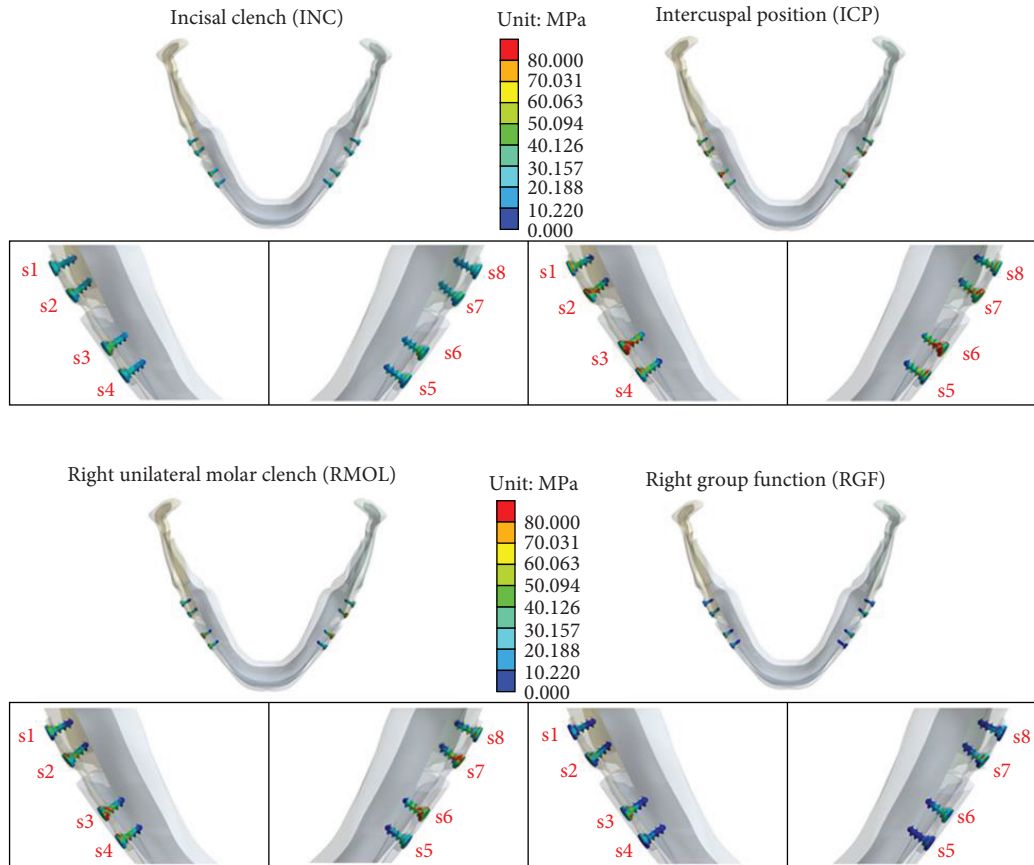 Incisal clench (INC)
Unit: MPa
80.000
70.031
60.063
50.094
40.126
30.157
20.188
10.220
0.000
Intercuspal position (ICP)
s1
s2
s3
s4
s8
s7
s6
s5
s1
s2
s3
s4
s8
s7
s6
s5
Right unilateral molar clench (RMOL)
Unit: MPa
80.000
70.031
60.063
50.094
40.126
30.157
20.188
10.220
0.000
Right group function (RGF)
s1
s2
s3
s4
s8
s7
s6
s5
s1
s2
s3
s4
s8
s7
s6
s5